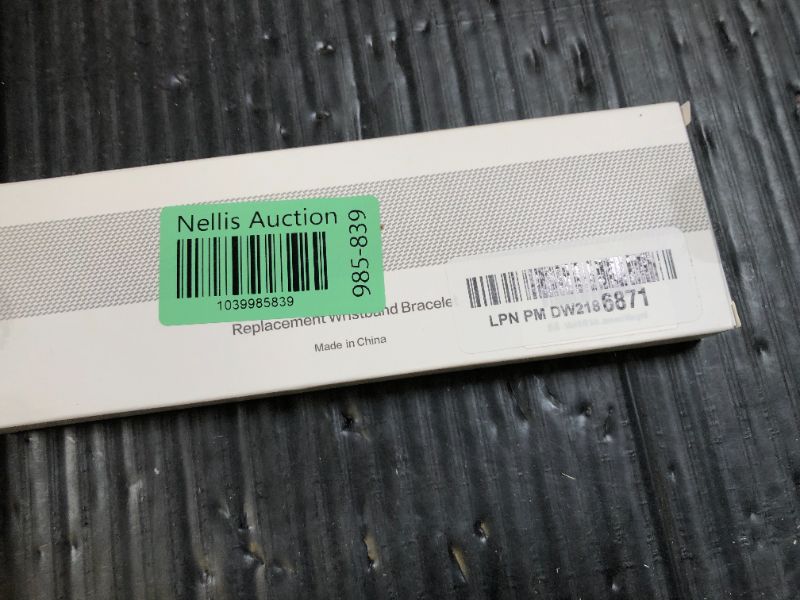 Nellis Auction
985-839
1039985839
Replacement Wristband Bracele
Made in China
LPN PM DW2186871